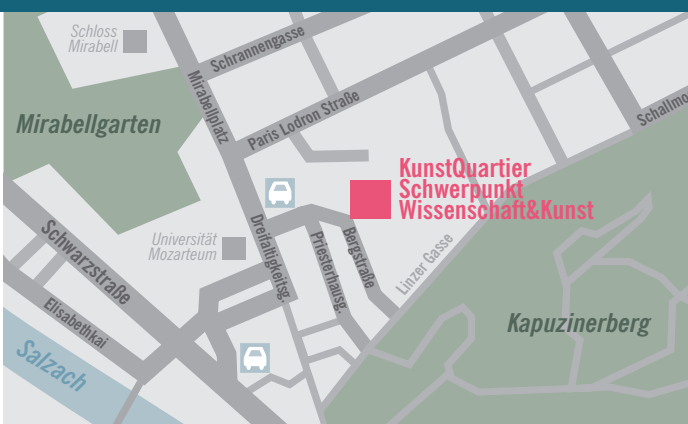 Schloss
Mirabell
Schrannengasse
Mirabellplatz
Mirabellgarten
Paris Lodron Straße
Schallmo
KunstQuartier
Schwerpunkt
Wissenschaft&Kunst
Universität
Mozarteum
Dreifaltigkeitsg.
Priesterhausg.
Bergstraße
Linzer Gasse
Schwarzstraße
Elisabethkai
Salzach
Kapuzinerberg